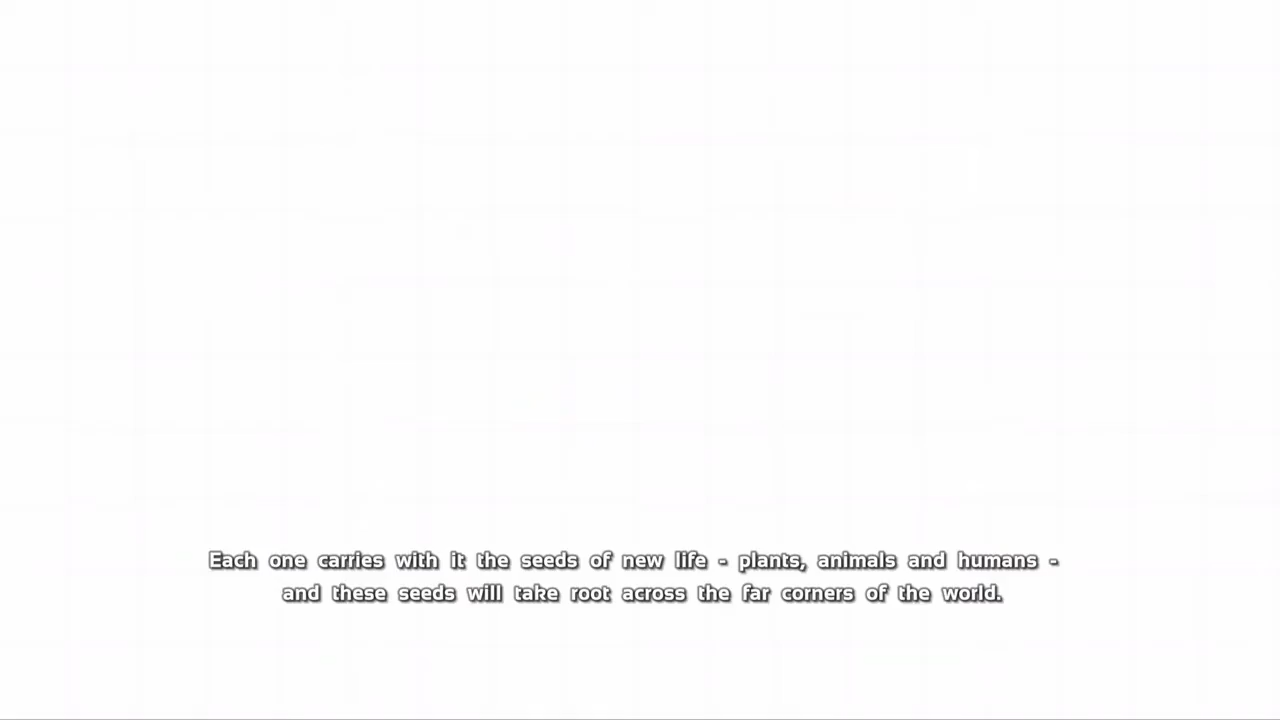 Each one carries with it the seeds of new life - plants, animals and humans -
and these seeds will take root across the far corners of the world.